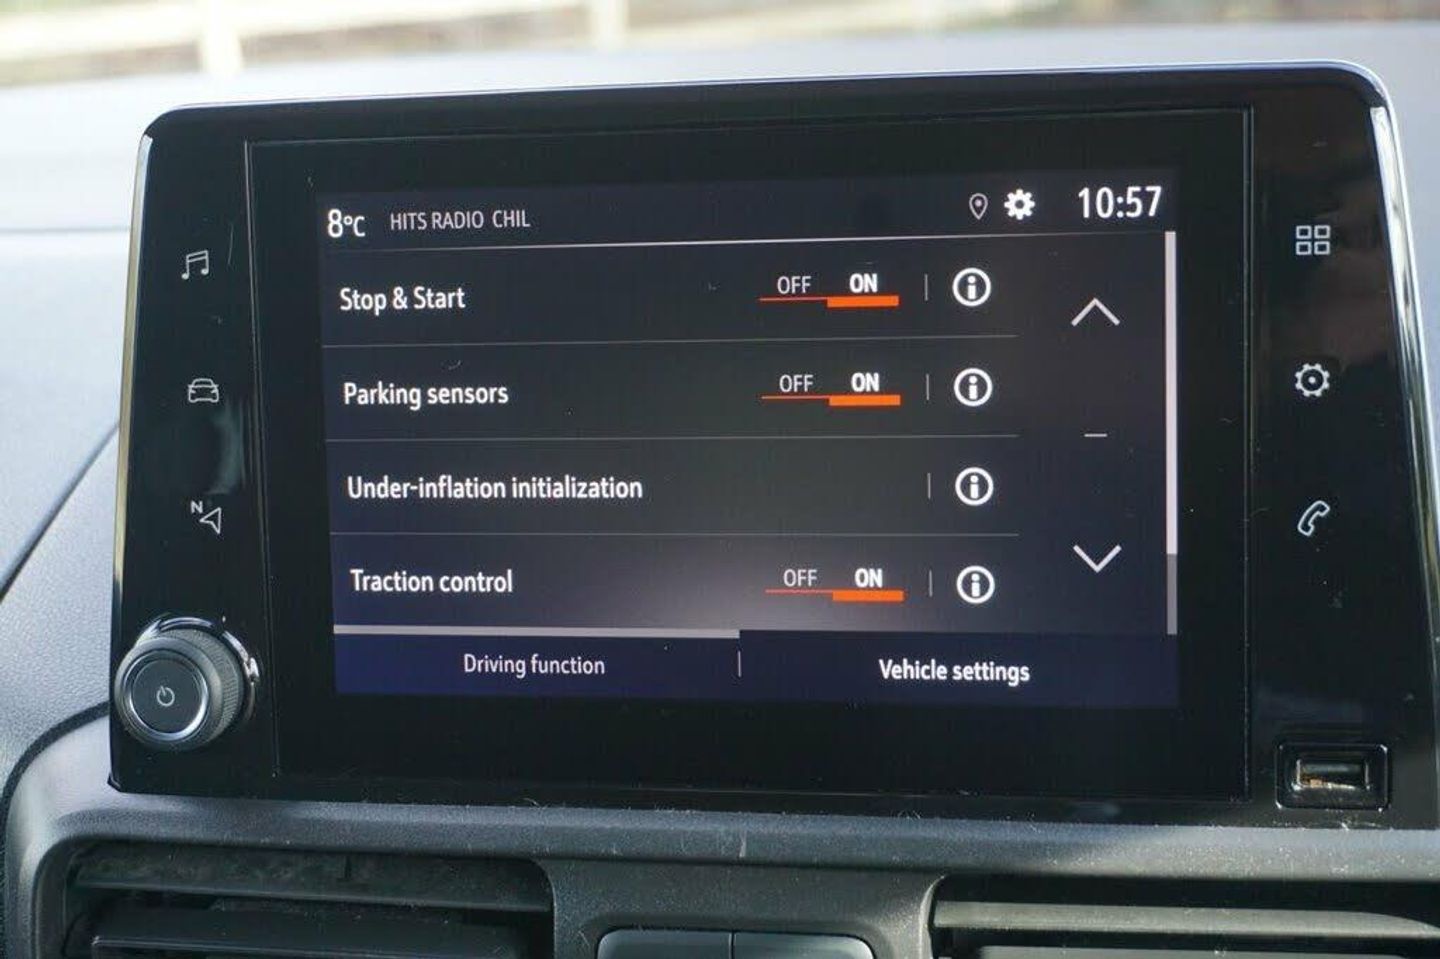 8°C HITS RADIO CHIL 10:57
Stop & Start OFF ON
Parking sensors OFF ON
Under-inflation initialization
Traction control OFF ON
Driving function Vehicle settings
N